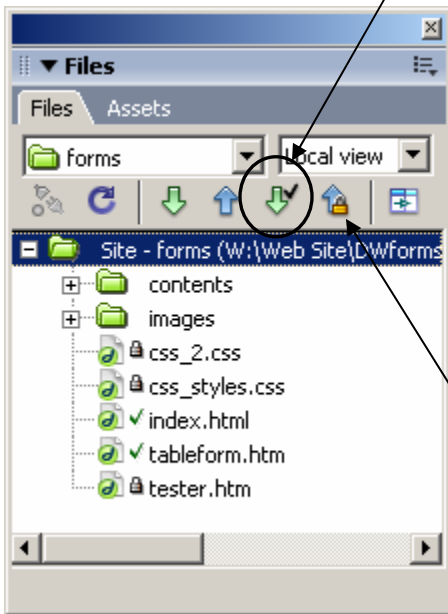 Files
Files Assets
forms Local view
Site - forms (W:\Web Site\DWforms
contents
images
css_2.css
css_styles.css
index.html
tableform.htm
tester.htm